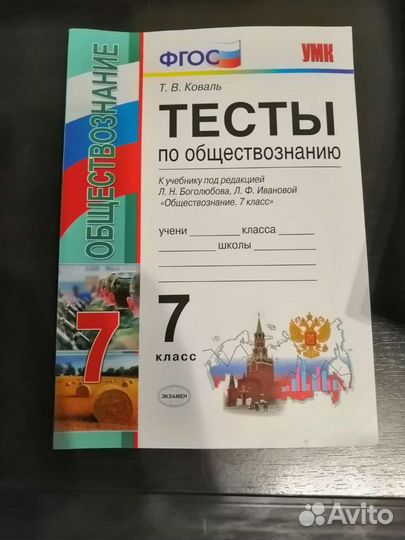 ФГОС
УМК
Т. В. Коваль
ТЕСТЫ
по обществознанию
К учебнику под редакцией
Л. Н. Боголюбова, Л. Ф. Ивановой
«Обществознание. 7 класс»
учени класса
школы
7
класс
ЭКЗАМЕН
ОБЩЕСТВОЗНАНИЕ
7
Avito